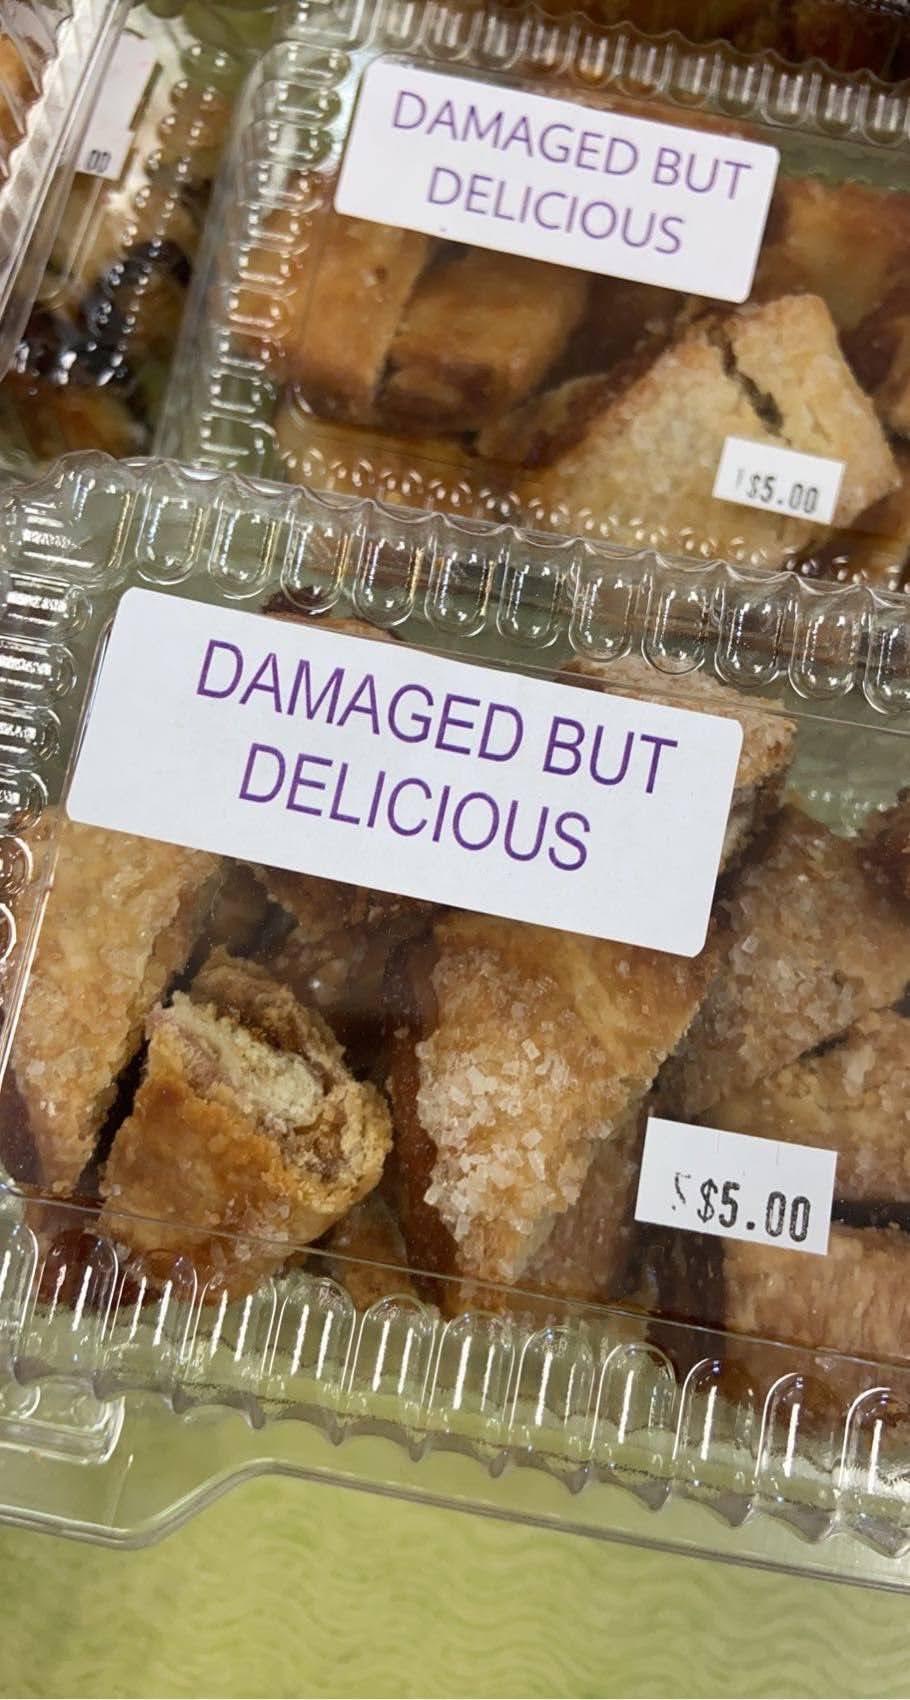 DAMAGED BUT
DELICIOUS
$5.00
DAMAGED BUT
DELICIOUS
$5.00